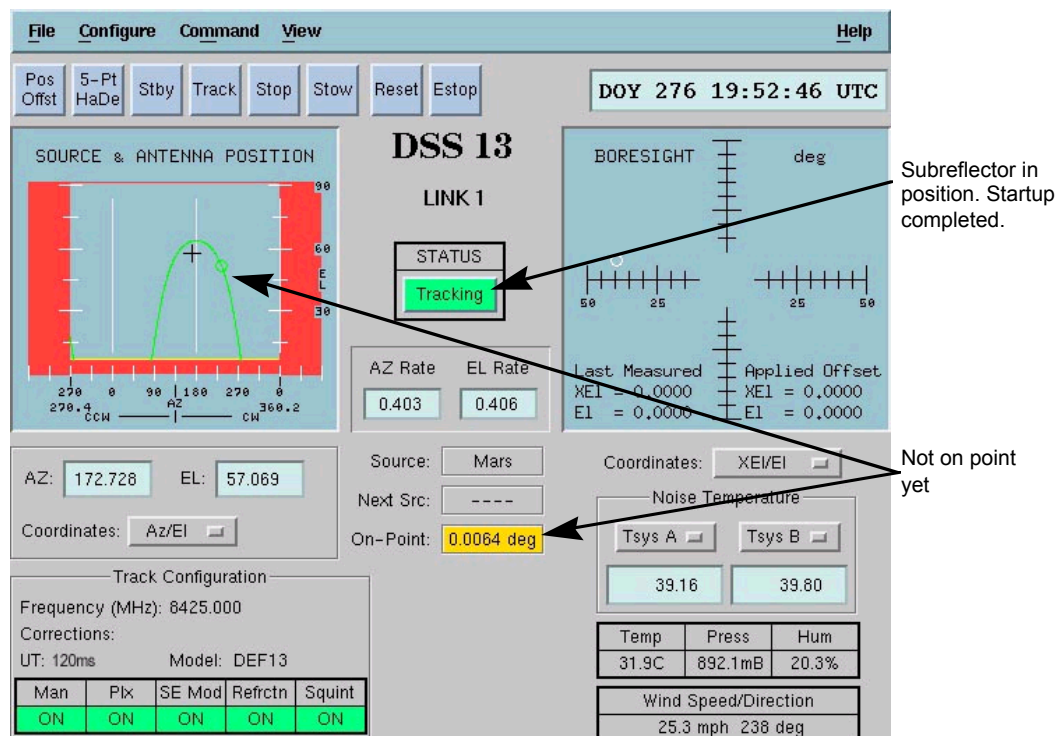 File Configure Command View Help
Pos Offst
5-Pt HaDe
Stby
Track
Stop
Stow
Reset
Estop
DOY 276 19:52:46 UTC
SOURCE & ANTENNA POSITION
90
60
EL
30
270 0 90 180 270 0
270.4 AZ 360.2
CCW CW
DSS 13
LINK 1
STATUS
Tracking
AZ Rate EL Rate
0.403 0.406
BORESIGHT deg
50 25 25 50
Last Measured Applied Offset
XEl = 0.0000 XEl = 0.0000
El = 0.0000 El = 0.0000
Subreflector in
position. Startup
completed.
Not on point
yet
AZ: 172.728 EL: 57.069
Coordinates: Az/El
Source: Mars
Next Src: ----
On-Point: 0.0064 deg
Coordinates: XEl/El
Noise Temperature
Tsys A Tsys B
39.16 39.80
Track Configuration
Frequency (MHz): 8425.000
Corrections:
UT: 120ms Model: DEF13
Man Plx SE Mod Refrctn Squint
ON ON ON ON ON
Temp Press Hum
31.9C 892.1mB 20.3%
Wind Speed/Direction
25.3 mph 238 deg